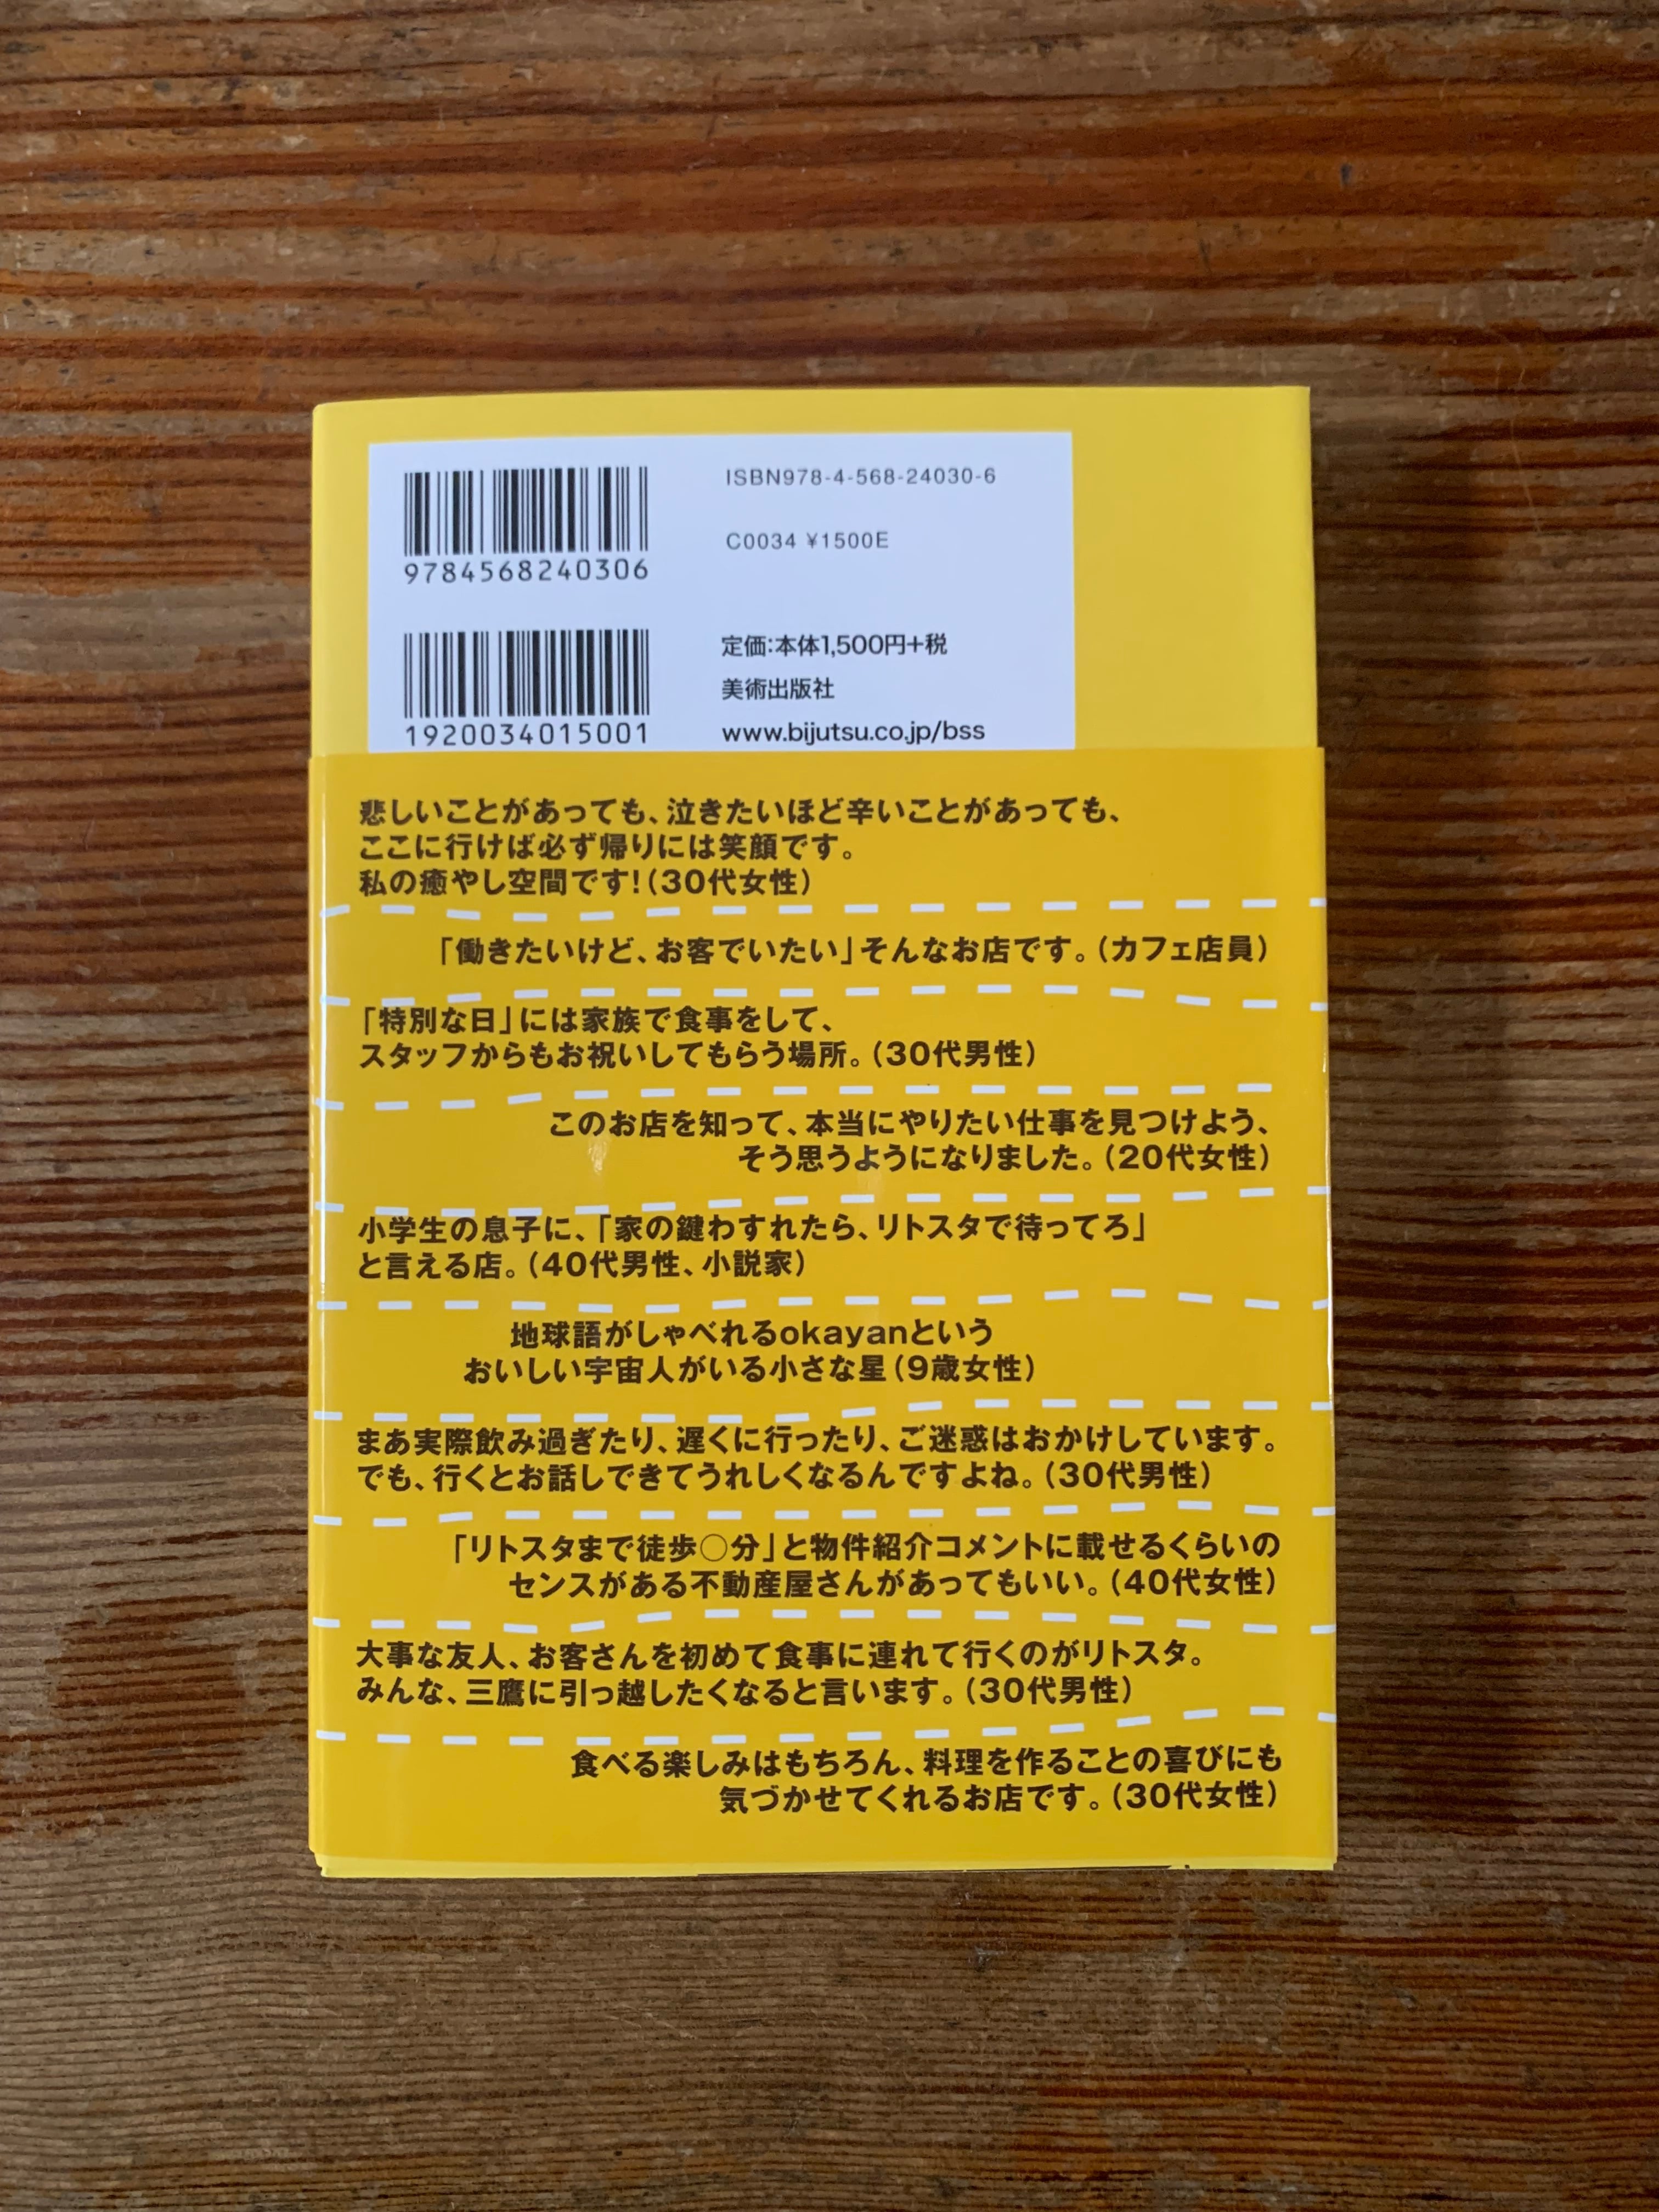 ISBN978-4-568-24030-6
C0034 ¥1500E
9784568240306
定価:本体1,500円+税
美術出版社
1920034015001
www.bijutsu.co.jp/bss
悲しいことがあっても、泣きたいほど辛いことがあっても、
ここに行けば必ず帰りには笑顔です。
私の癒やし空間です!(30代女性)
「働きたいけど、お客でいたい」そんなお店です。(カフェ店員)
「特別な日」には家族で食事をして、
スタッフからもお祝いしてもらう場所。(30代男性)
このお店を知って、本当にやりたい仕事を見つけよう、
そう思うようになりました。(20代女性)
小学生の息子に、「家の鍵わすれたら、リトスタで待ってろ」
と言える店。(40代男性、小説家)
地球語がしゃべれるokayanという
おいしい宇宙人がいる小さな星(9歳女性)
まあ実際飲み過ぎたり、遅くに行ったり、ご迷惑はおかけしています。
でも、行くとお話しできてうれしくなるんですよね。(30代男性)
「リトスタまで徒歩○分」と物件紹介コメントに載せるくらいの
センスがある不動産屋さんがあってもいい。(40代女性)
大事な友人、お客さんを初めて食事に連れて行くのがリトスタ。
みんな、三鷹に引っ越したくなると言います。(30代男性)
食べる楽しみはもちろん、料理を作ることの喜びにも
気づかせてくれるお店です。(30代女性)